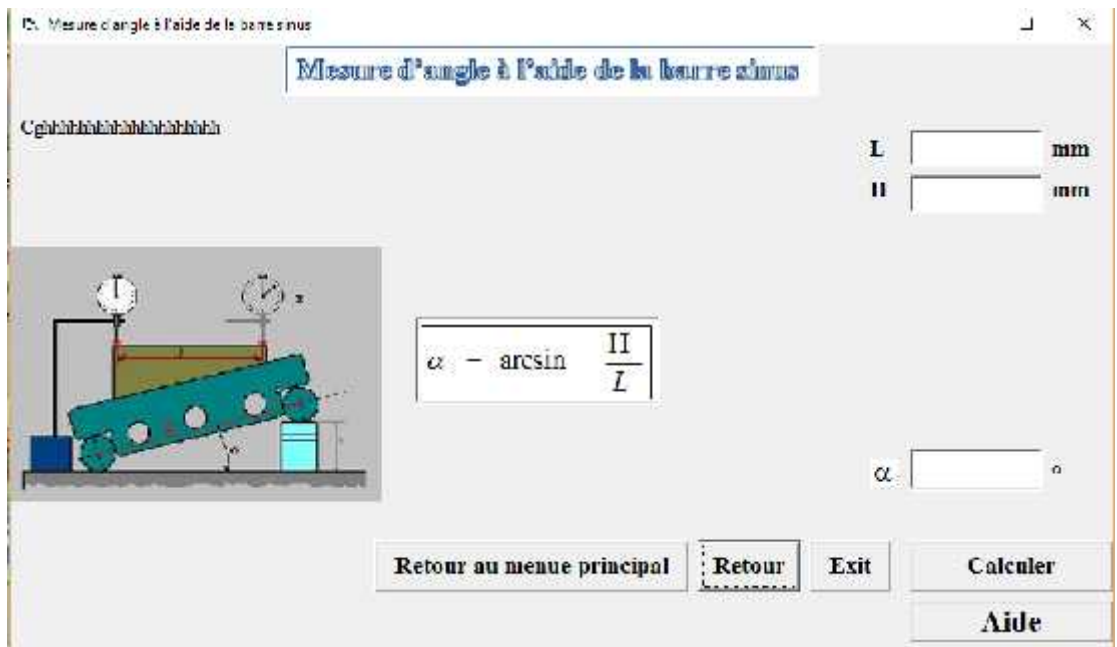 Mesure d'angle à l'aide de la barre sinus
Mesure d'angle à l'aide de la barre sinus
Cghhhhhhhhhhhhhhhhhhh
L mm
H mm
α = arcsin H / L
α °
Retour au menue principal
Retour
Exit
Calculer
Aide